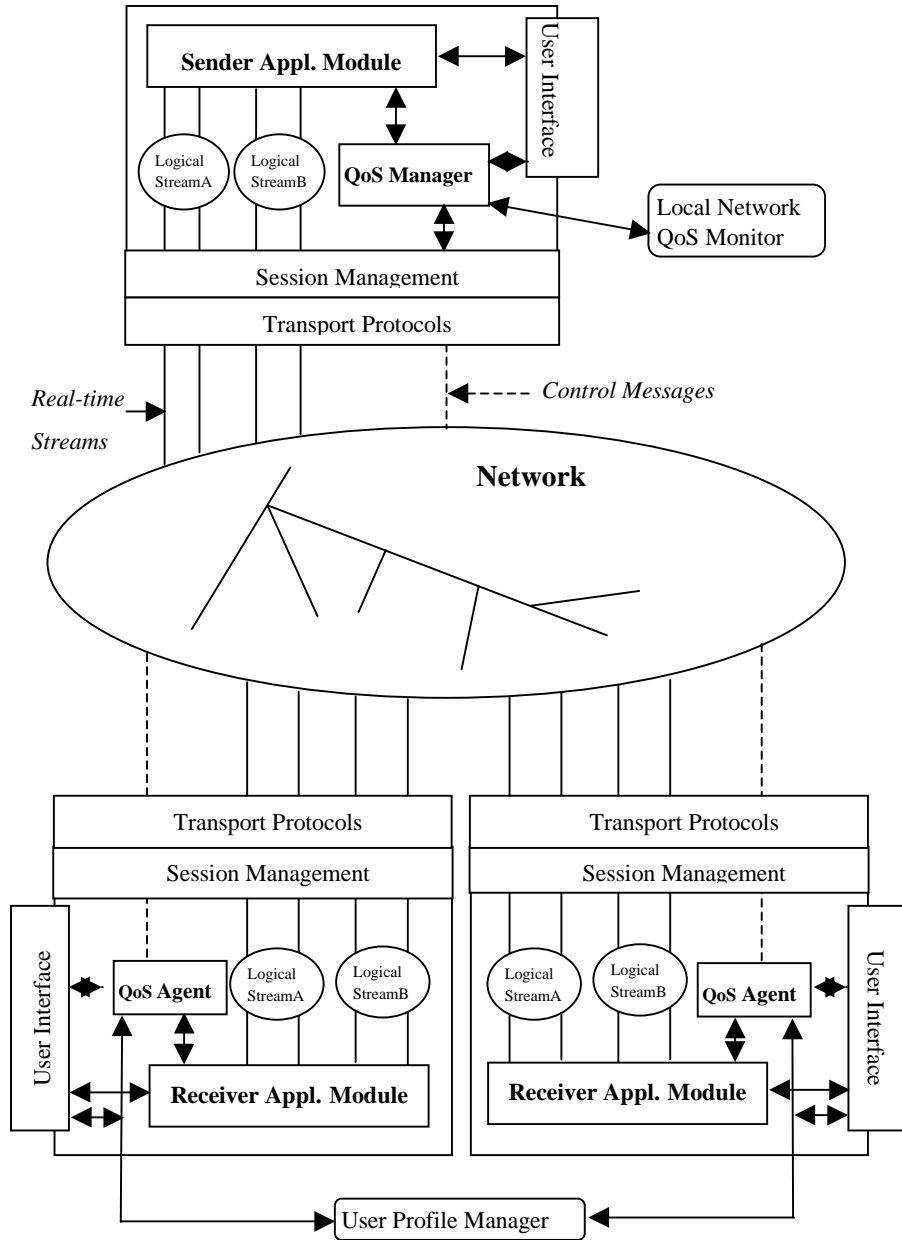 Sender Appl. Module
User Interface
Logical
StreamA
Logical
StreamB
QoS Manager
Local Network
QoS Monitor
Session Management
Transport Protocols
Real-time
Streams
Control Messages
Network
Transport Protocols
Session Management
User Interface
QoS Agent
Logical
StreamA
Logical
StreamB
Receiver Appl. Module
Transport Protocols
Session Management
Logical
StreamA
Logical
StreamB
QoS Agent
User Interface
Receiver Appl. Module
User Profile Manager